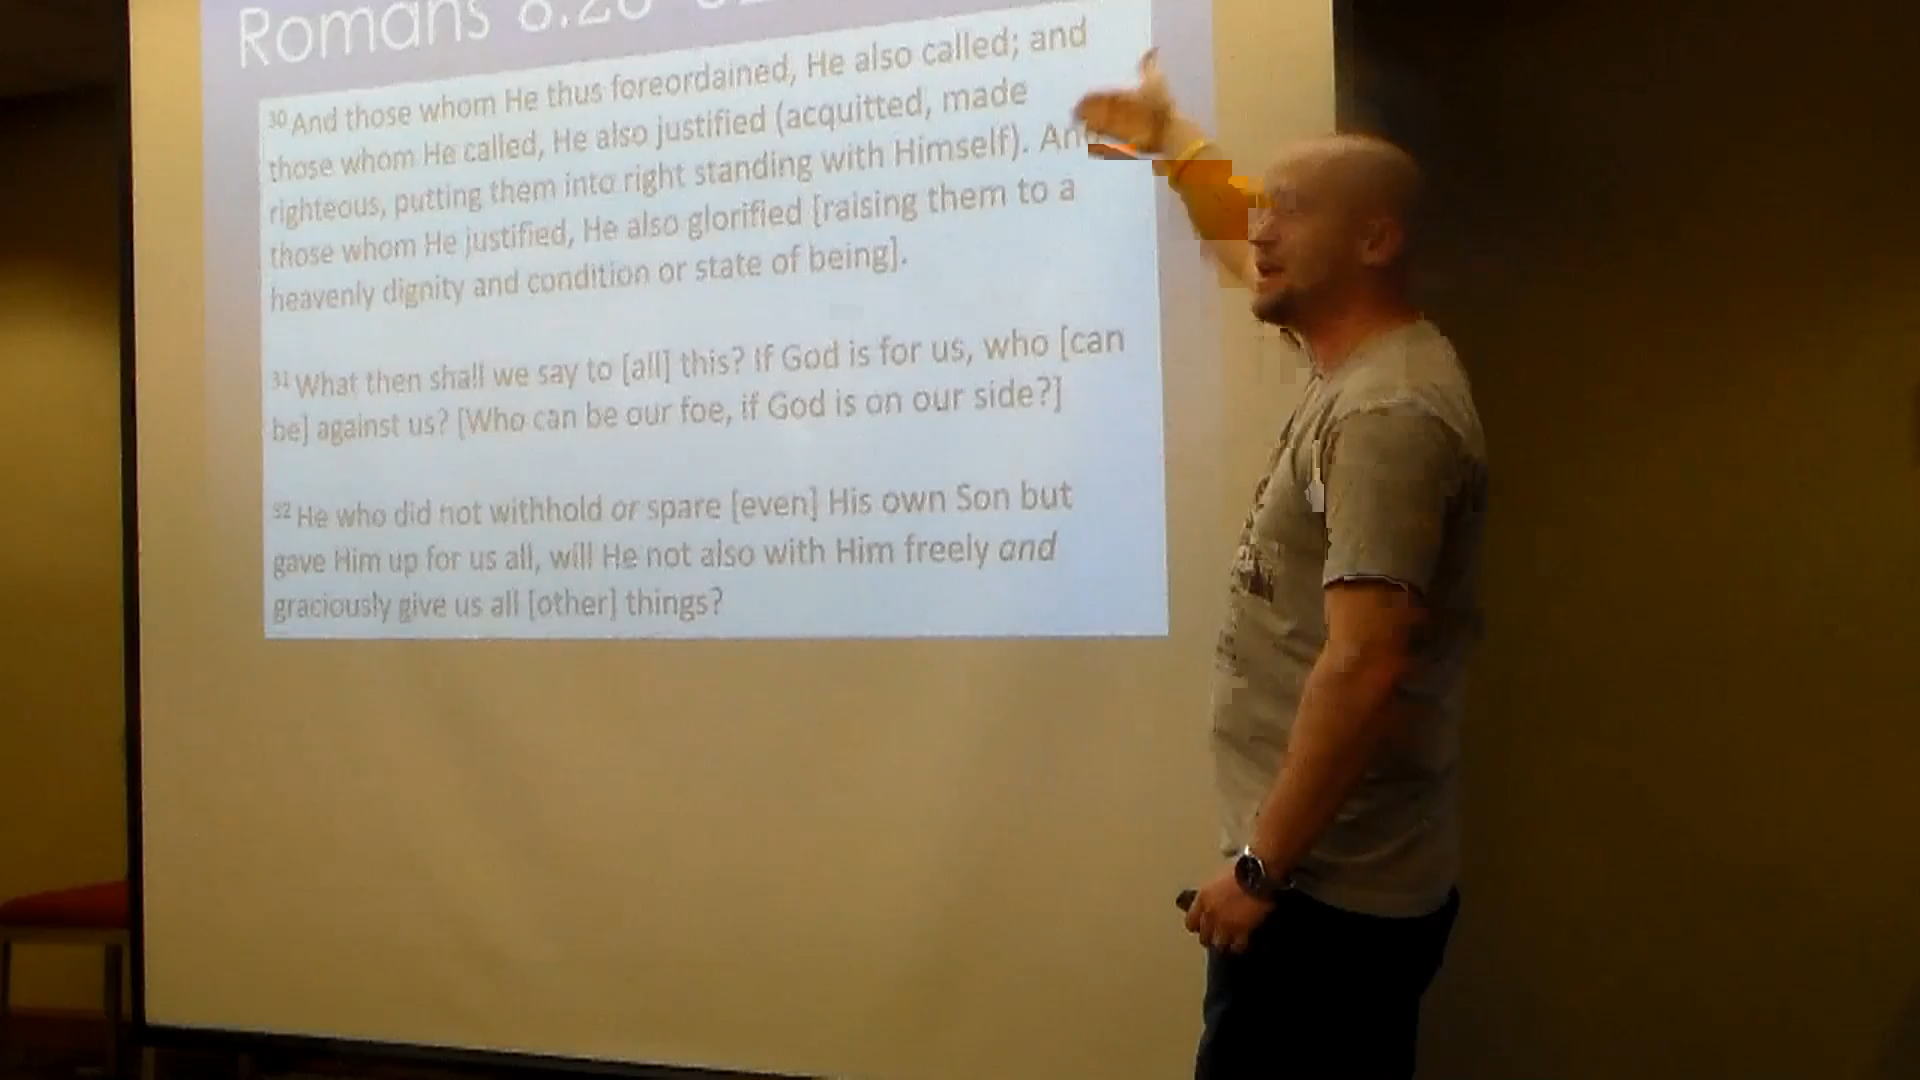 Romans 8:28-32
30 And those whom He thus foreordained, He also called; and
those whom He called, He also justified (acquitted, made
righteous, putting them into right standing with Himself). And
those whom He justified, He also glorified [raising them to a
heavenly dignity and condition or state of being].
31 What then shall we say to [all] this? If God is for us, who [can
be] against us? [Who can be our foe, if God is on our side?]
32 He who did not withhold or spare [even] His own Son but
gave Him up for us all, will He not also with Him freely and
graciously give us all [other] things?